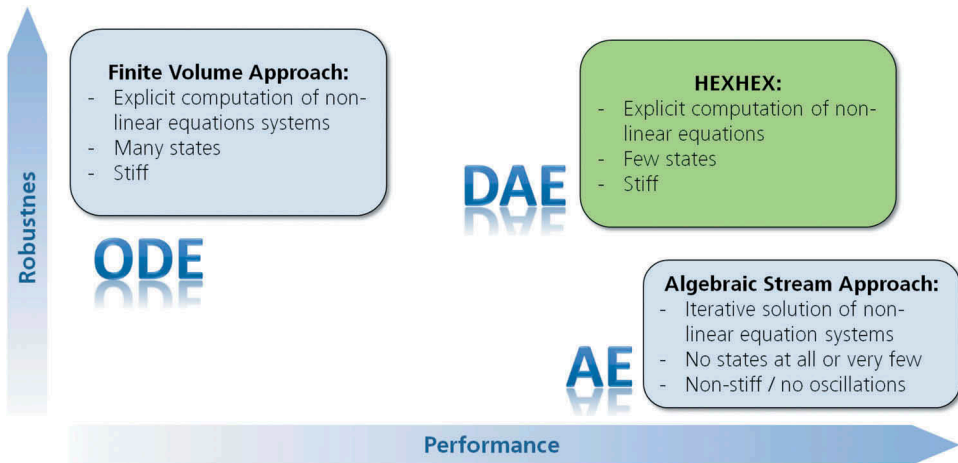 Robustnes
Finite Volume Approach:
- Explicit computation of non-
linear equations systems
- Many states
- Stiff
ODE
HEXHEX:
- Explicit computation of non-
linear equations
- Few states
- Stiff
DAE
Algebraic Stream Approach:
- Iterative solution of non-
linear equation systems
- No states at all or very few
- Non-stiff / no oscillations
AE
Performance